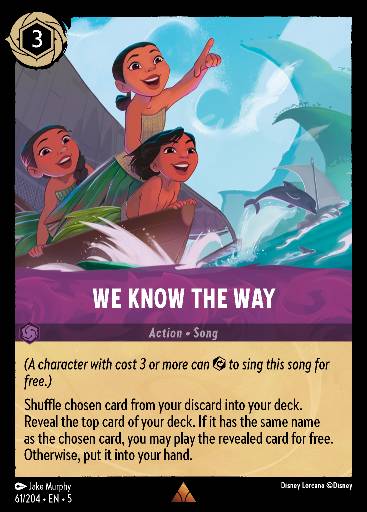 3
WE KNOW THE WAY
Action • Song
(A character with cost 3 or more can to sing this song for
free.)
Shuffle chosen card from your discard into your deck.
Reveal the top card of your deck. If it has the same name
as the chosen card, you may play the revealed card for free.
Otherwise, put it into your hand.
Jake Murphy
Disney Lorcana ©Disney
61/204 • EN • 5